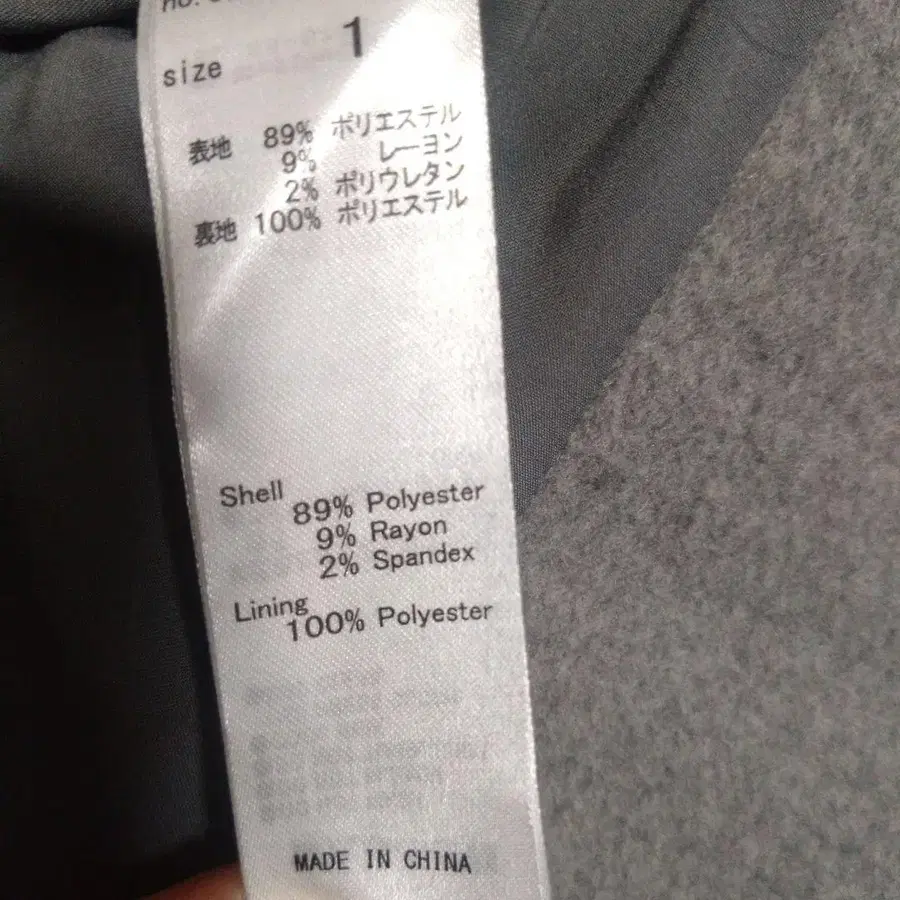 no.
size 1
表地 89% ポリエステル
9% レーヨン
2% ポリウレタン
裏地 100% ポリエステル
Shell
89% Polyester
9% Rayon
2% Spandex
Lining
100% Polyester
MADE IN CHINA